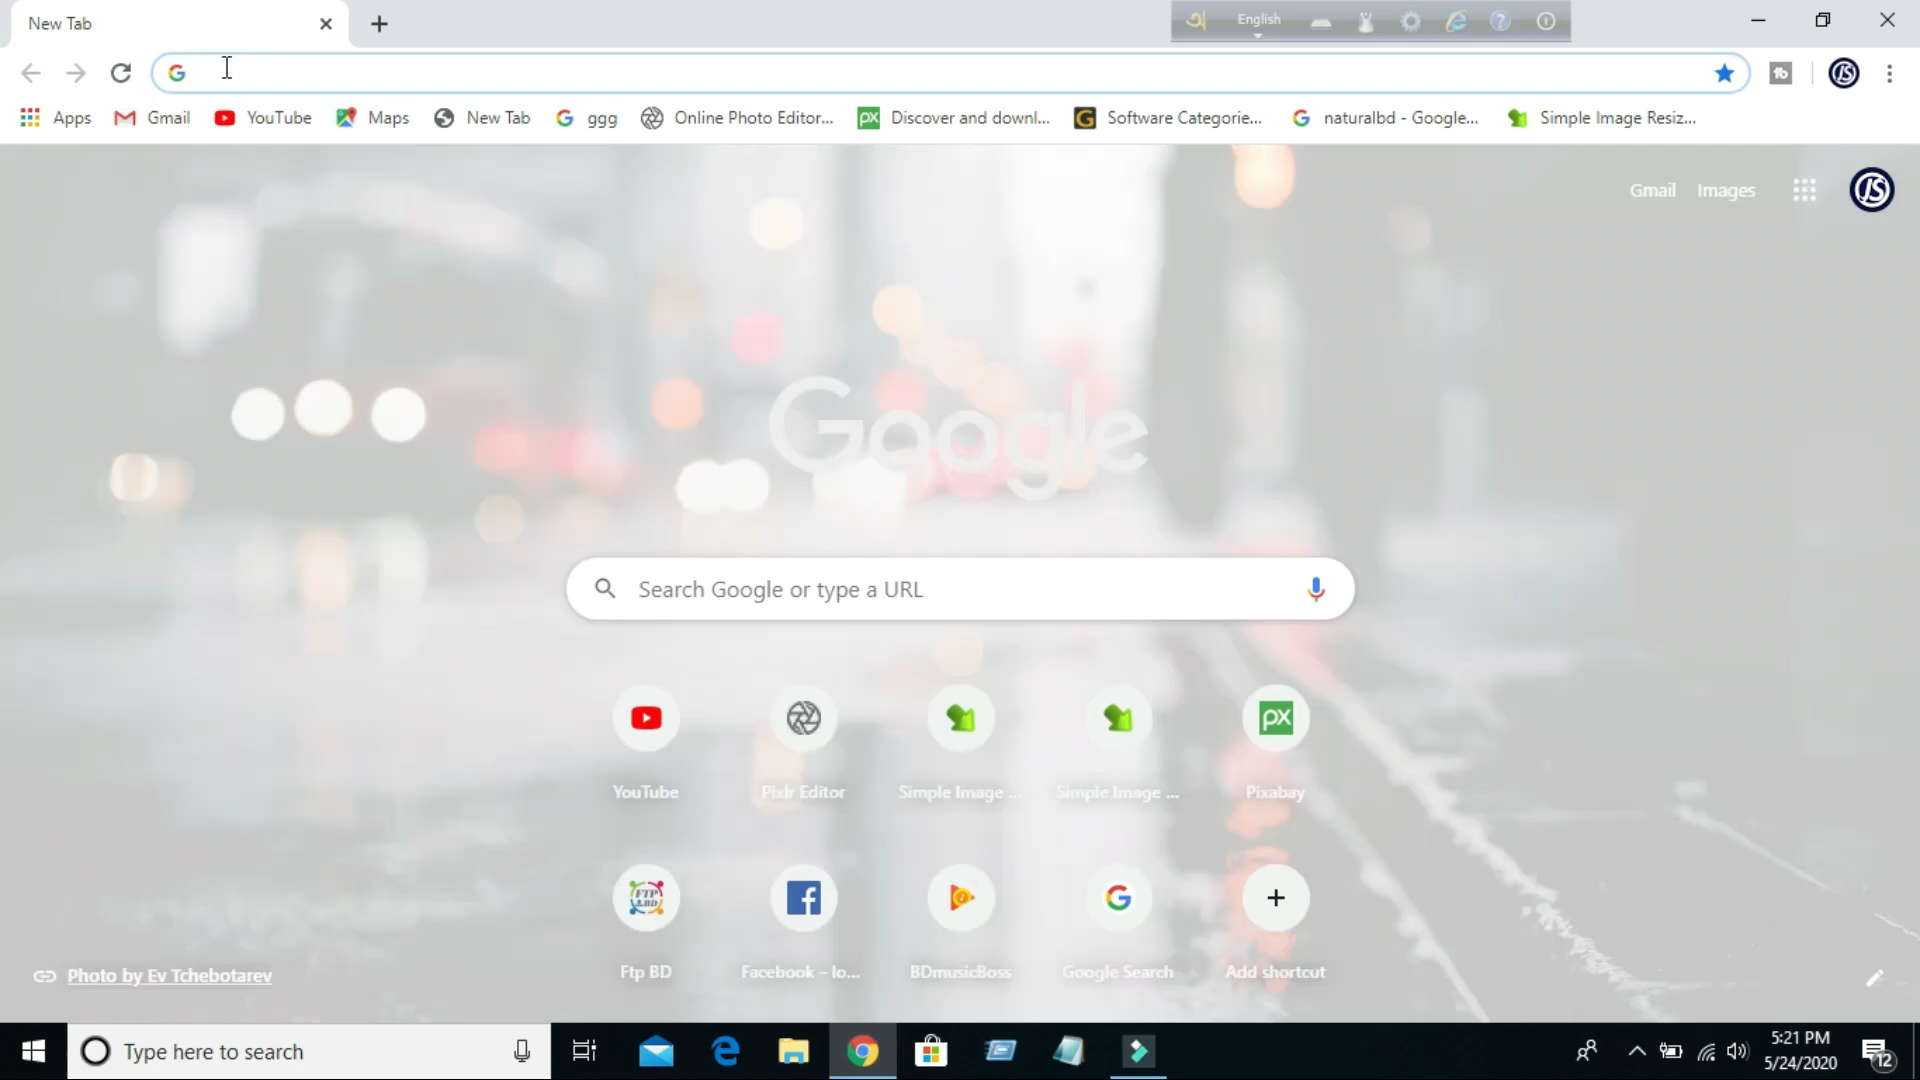 New Tab
অ English
Apps Gmail YouTube Maps New Tab ggg Online Photo Editor... Discover and downl... Software Categorie... naturalbd - Google... Simple Image Resiz...
Gmail Images
Google
Search Google or type a URL
YouTube Pixlr Editor Simple Image ... Simple Image ... Pixabay
Ftp BD Facebook – lo... BDmusicBoss Google Search Add shortcut
Photo by Ev Tchebotarev
Type here to search
5:21 PM
5/24/2020
12